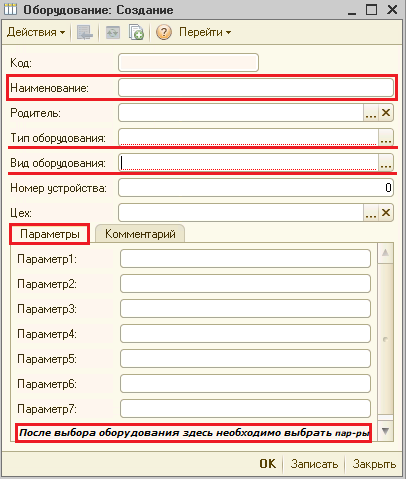 Оборудование: Создание
Действия Перейти
Код:
Наименование:
Родитель: ... ×
Тип оборудования: ...
Вид оборудования: ...
Номер устройства: 0
Цех: ... ×
Параметры Комментарий
Параметр1:
Параметр2:
Параметр3:
Параметр4:
Параметр5:
Параметр6:
Параметр7:
После выбора оборудования здесь необходимо выбрать пар-ры
OK Записать Закрыть